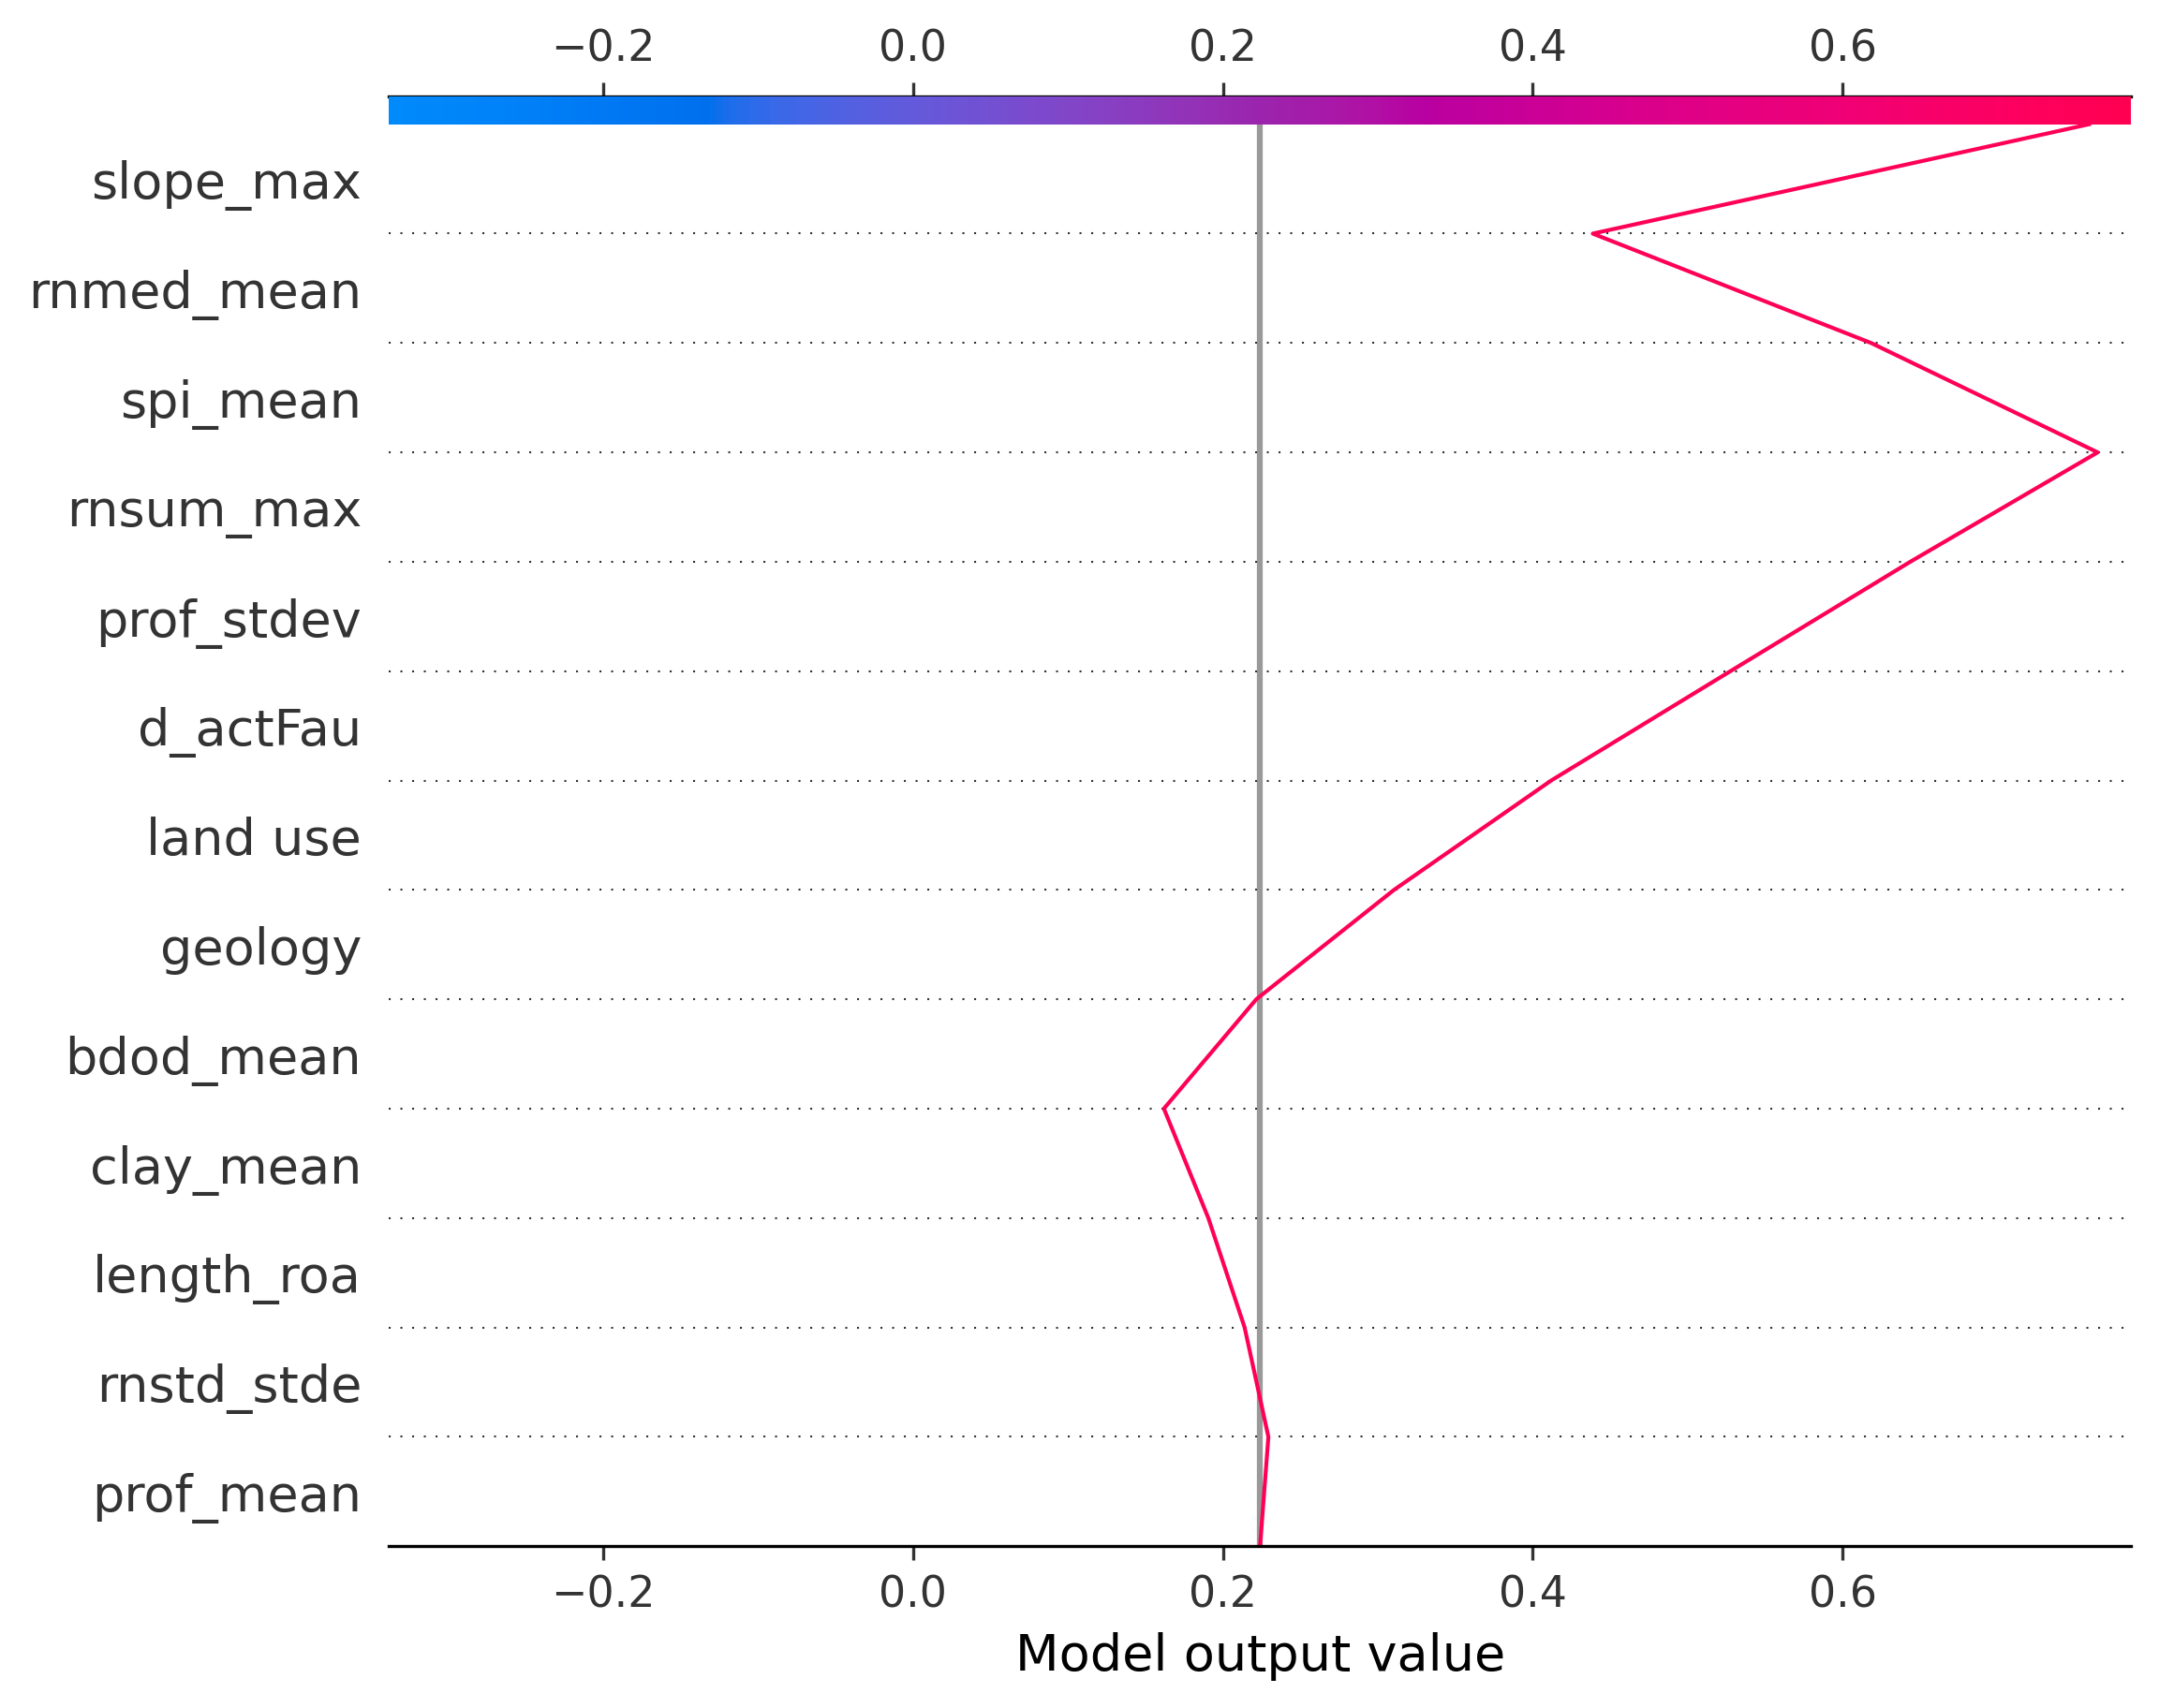 −0.2 0.0 0.2 0.4 0.6
slope_max
rnmed_mean
spi_mean
rnsum_max
prof_stdev
d_actFau
land use
geology
bdod_mean
clay_mean
length_roa
rnstd_stde
prof_mean
−0.2 0.0 0.2 0.4 0.6
Model output value